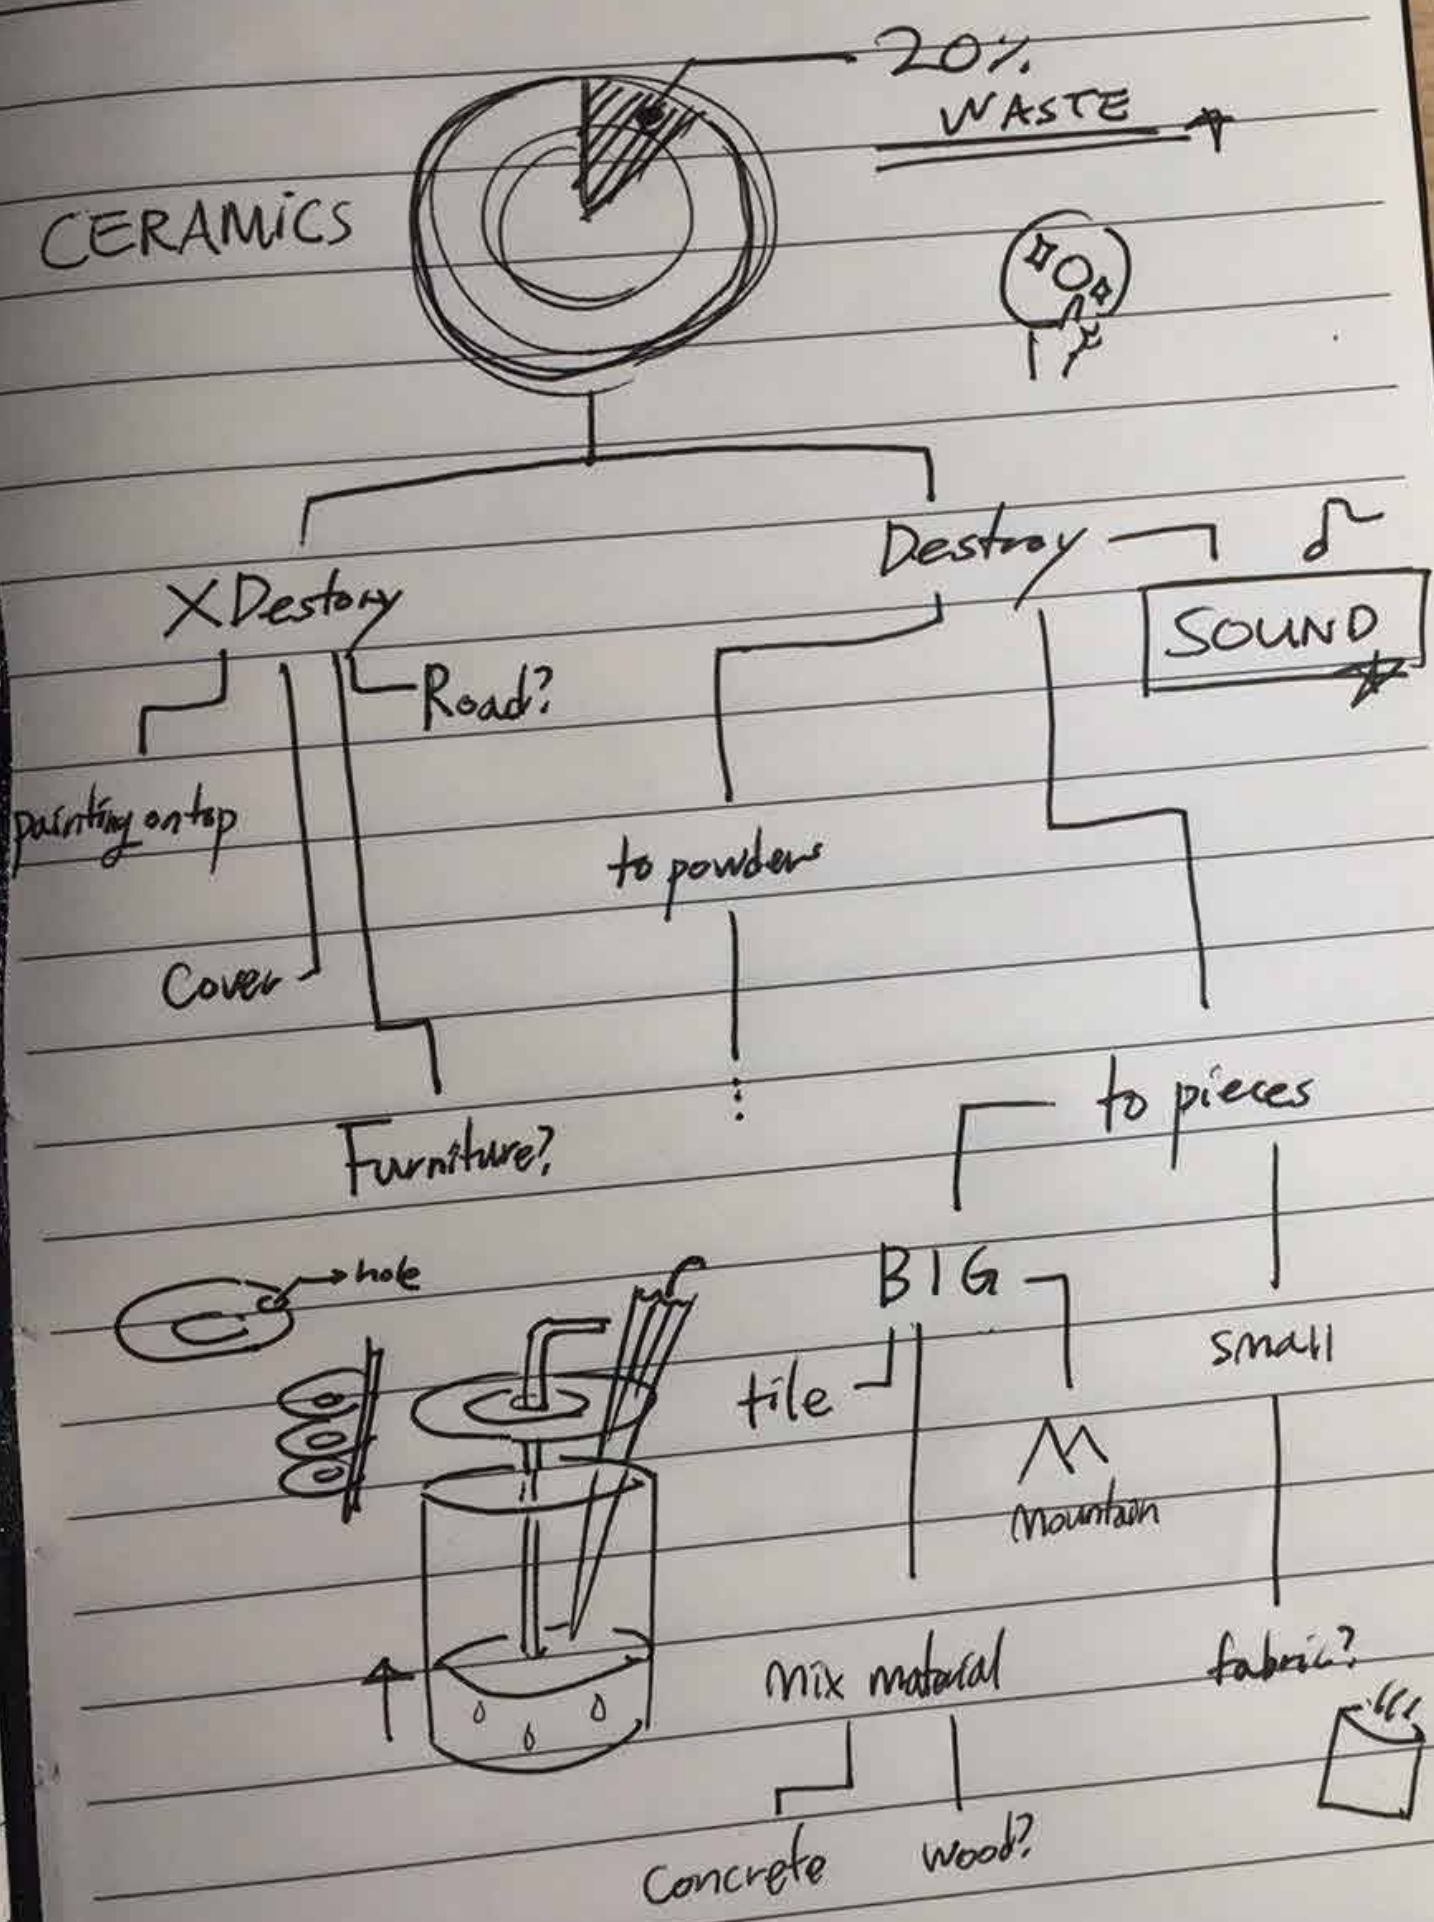 20%
WASTE
CERAMiCS
Destroy
XDestory
SOUND
Road?
painting on top
to powders
Cover
to pieces
Furniture?
hole
BIG
small
tile
Mountain
Mix material
fabric?
Concrete
wood?